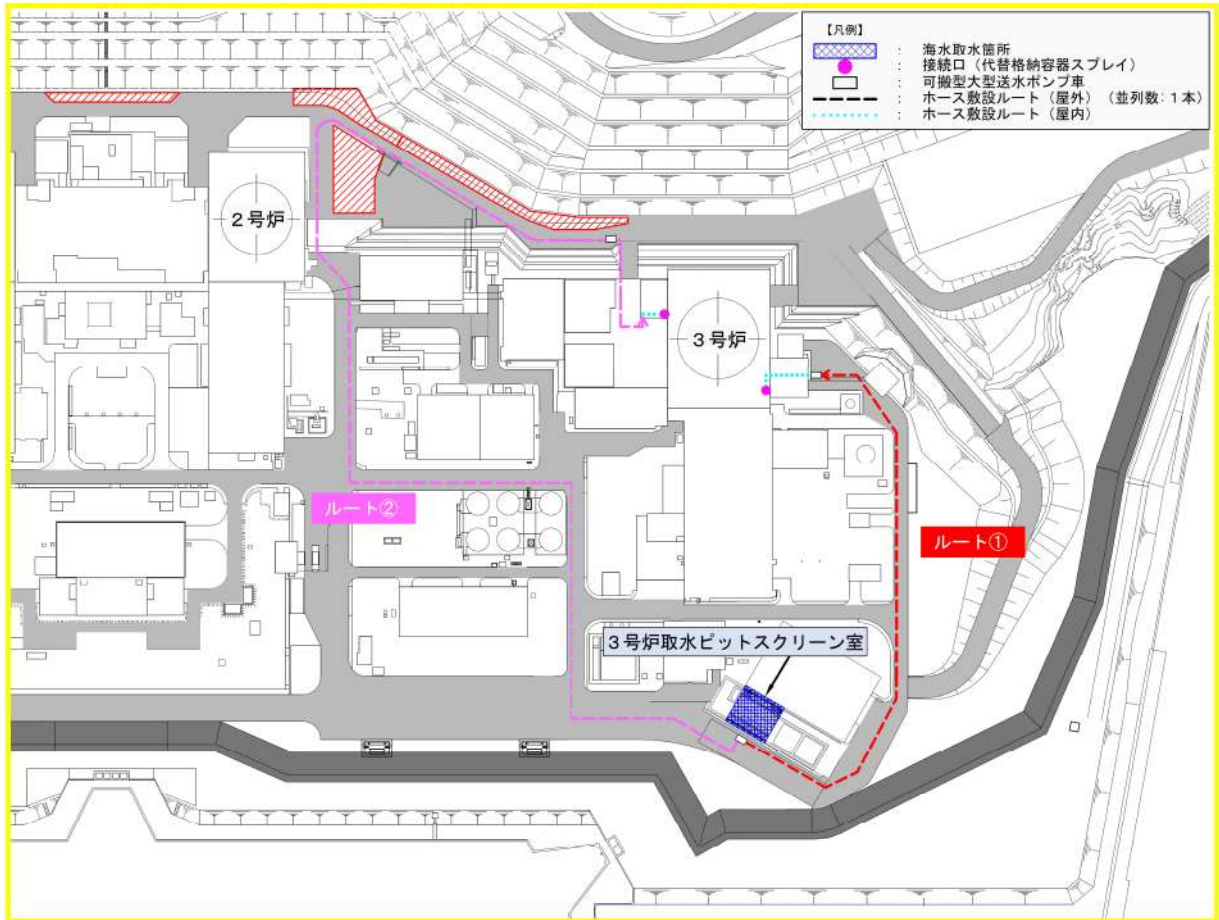 【凡例】
： 海水取水箇所
： 接続口（代替格納容器スプレイ）
： 可搬型大型送水ポンプ車
： ホース敷設ルート（屋外）（並列数：１本）
： ホース敷設ルート（屋内）
２号炉
３号炉
ルート②
ルート①
３号炉取水ピットスクリーン室